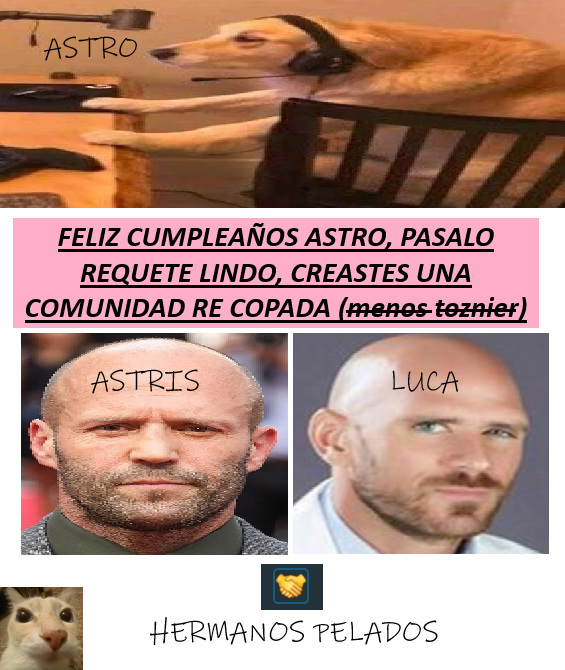 ASTRO
FELIZ CUMPLEAÑOS ASTRO, PASALO
REQUETE LINDO, CREASTES UNA
COMUNIDAD RE COPADA (menos toznier)
ASTRIS
LUCA
HERMANOS PELADOS